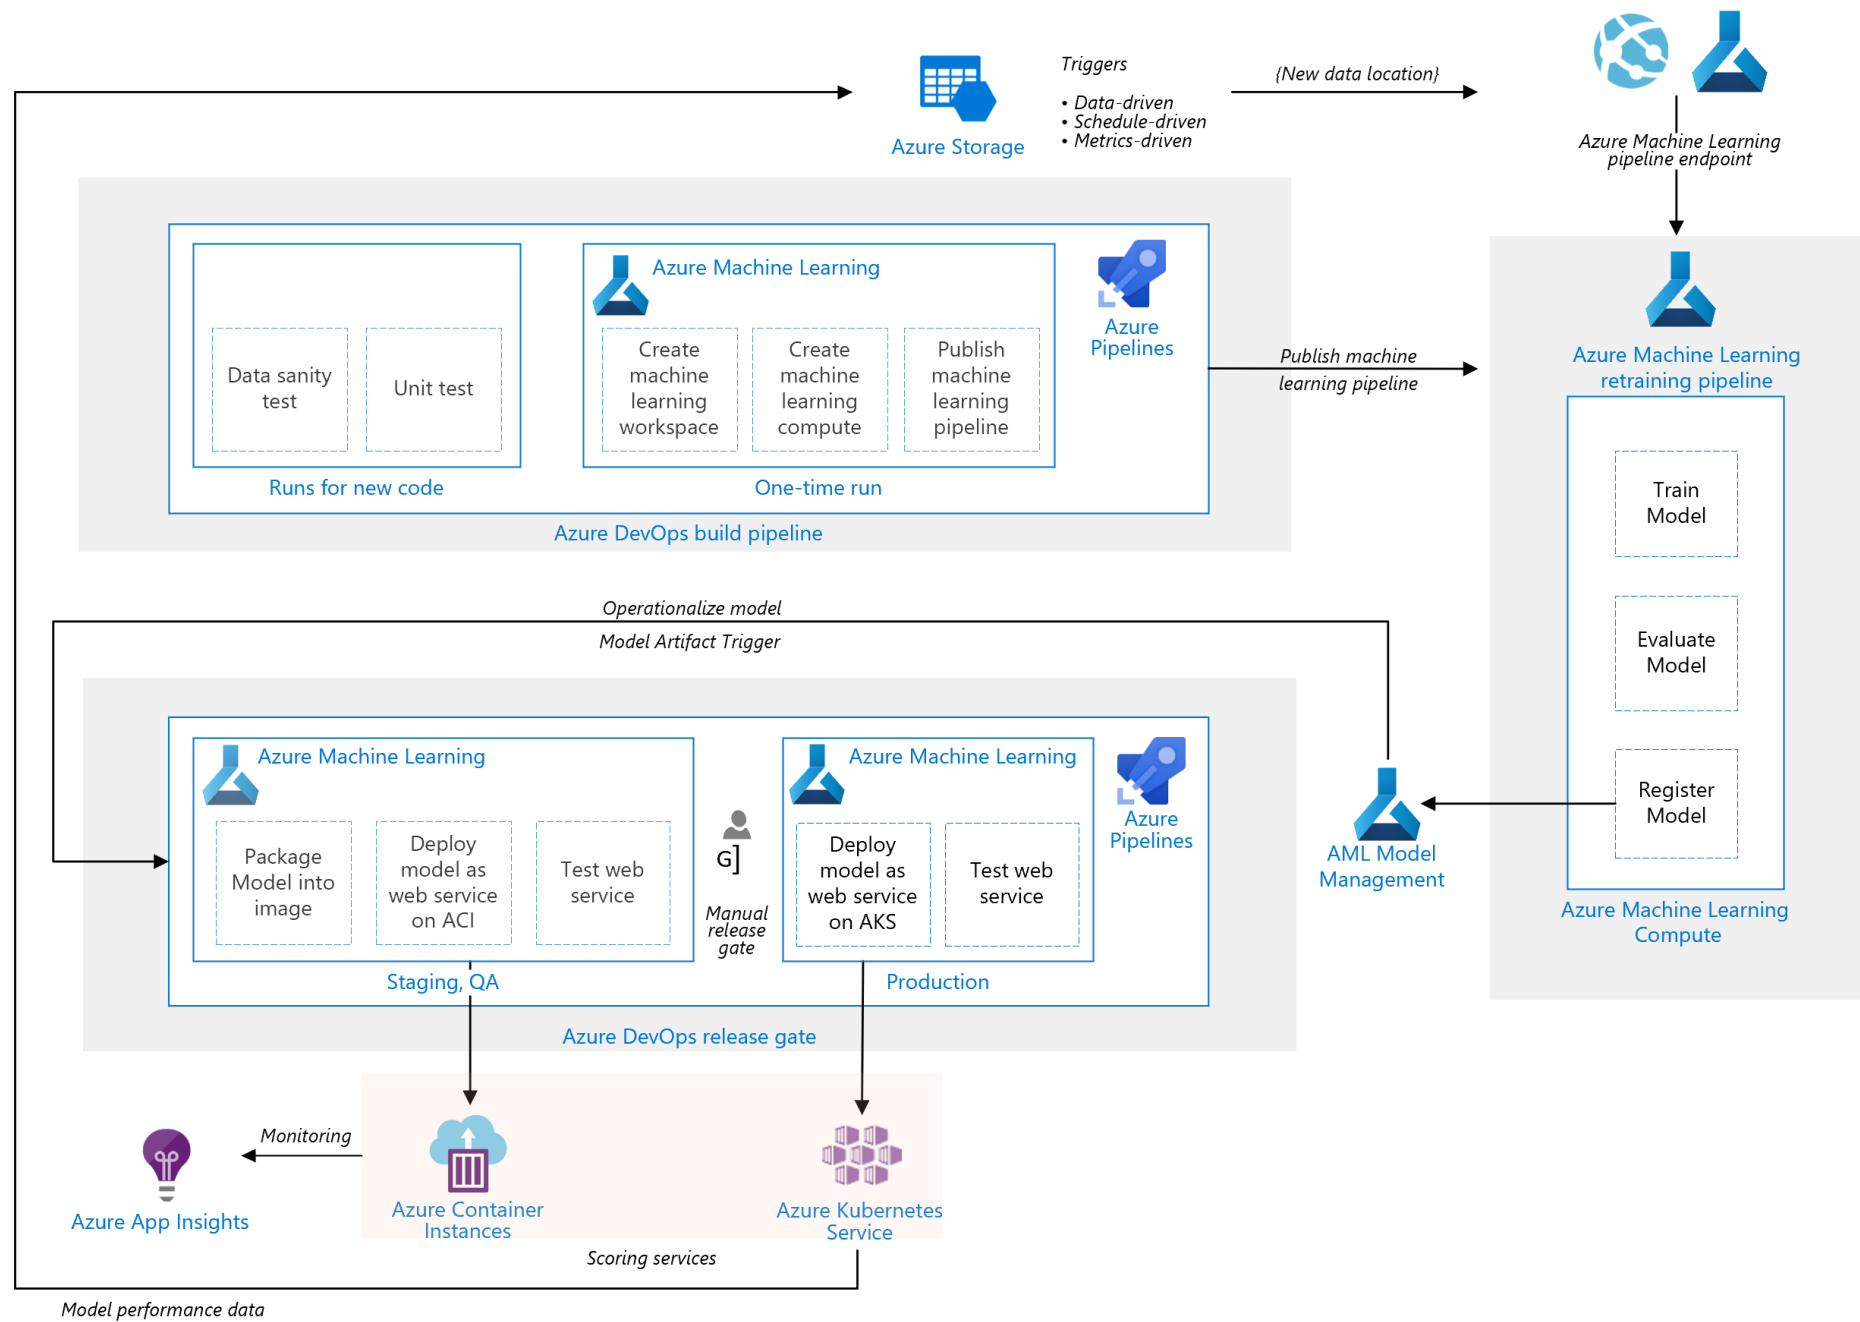 Triggers
• Data-driven
• Schedule-driven
• Metrics-driven
Azure Storage
{New data location}
Azure Machine Learning
pipeline endpoint
Azure Machine Learning
Data sanity
test
Unit test
Create
machine
learning
workspace
Create
machine
learning
compute
Publish
machine
learning
pipeline
Azure
Pipelines
Runs for new code
One-time run
Azure DevOps build pipeline
Publish machine
learning pipeline
Azure Machine Learning
retraining pipeline
Train
Model
Evaluate
Model
Register
Model
Azure Machine Learning
Compute
AML Model
Management
Operationalize model
Model Artifact Trigger
Azure Machine Learning
Package
Model into
image
Deploy
model as
web service
on ACI
Test web
service
Staging, QA
G]
Manual
release
gate
Azure Machine Learning
Deploy
model as
web service
on AKS
Test web
service
Production
Azure
Pipelines
Azure DevOps release gate
Monitoring
Azure App Insights
Azure Container
Instances
Azure Kubernetes
Service
Scoring services
Model performance data